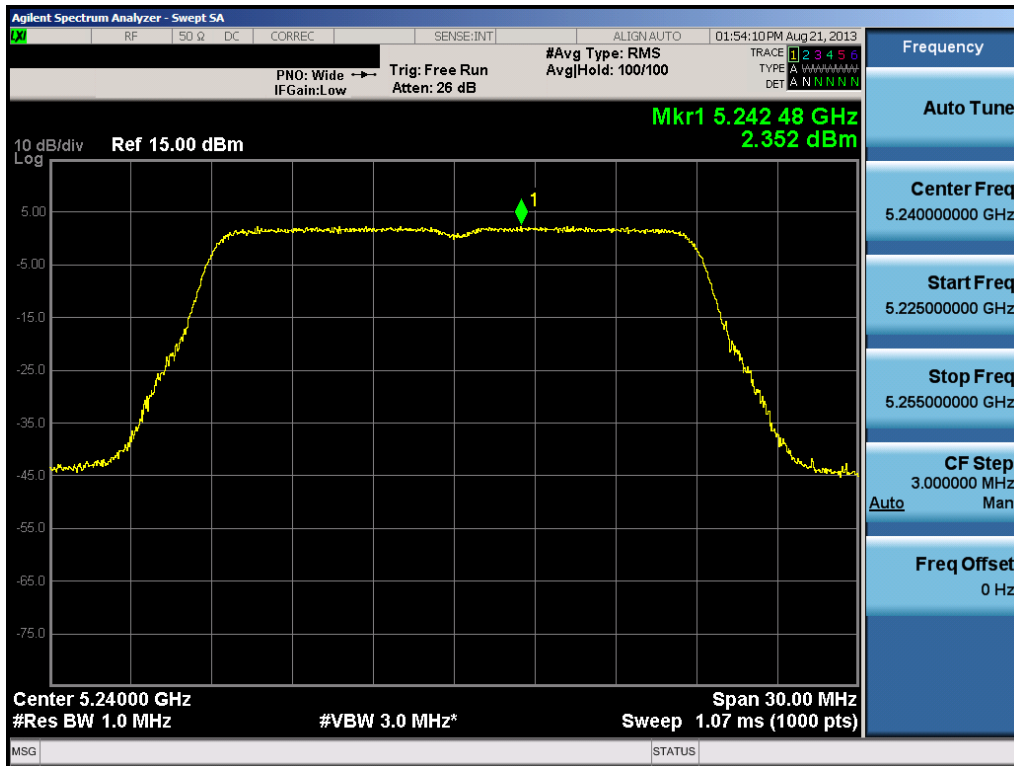 Agilent Spectrum Analyzer - Swept SA
LXI RF 50 Ω DC CORREC SENSE:INT ALIGN AUTO 01:54:10 PM Aug 21, 2013
PNO: Wide
IFGain:Low
Trig: Free Run
Atten: 26 dB
#Avg Type: RMS
Avg|Hold: 100/100
TRACE 1 2 3 4 5 6
TYPE A WWWWW
DET A N N N N N
Mkr1 5.242 48 GHz
2.352 dBm
10 dB/div Ref 15.00 dBm
Log
1
5.00
-5.00
-15.0
-25.0
-35.0
-45.0
-55.0
-65.0
-75.0
Center 5.24000 GHz Span 30.00 MHz
#Res BW 1.0 MHz #VBW 3.0 MHz* Sweep 1.07 ms (1000 pts)
MSG STATUS
Frequency
Auto Tune
Center Freq
5.240000000 GHz
Start Freq
5.225000000 GHz
Stop Freq
5.255000000 GHz
CF Step
3.000000 MHz
Auto Man
Freq Offset
0 Hz